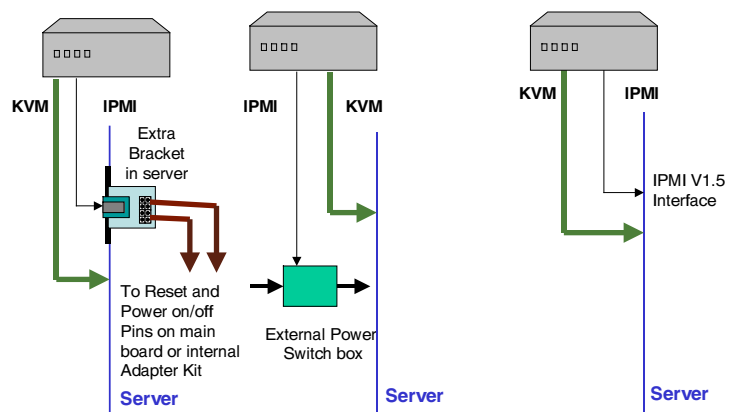 KVM
IPMI
Extra
Bracket
in server
To Reset and
Power on/off
Pins on main
board or internal
Adapter Kit
Server
IPMI
KVM
External Power
Switch box
Server
KVM
IPMI
IPMI V1.5
Interface
Server